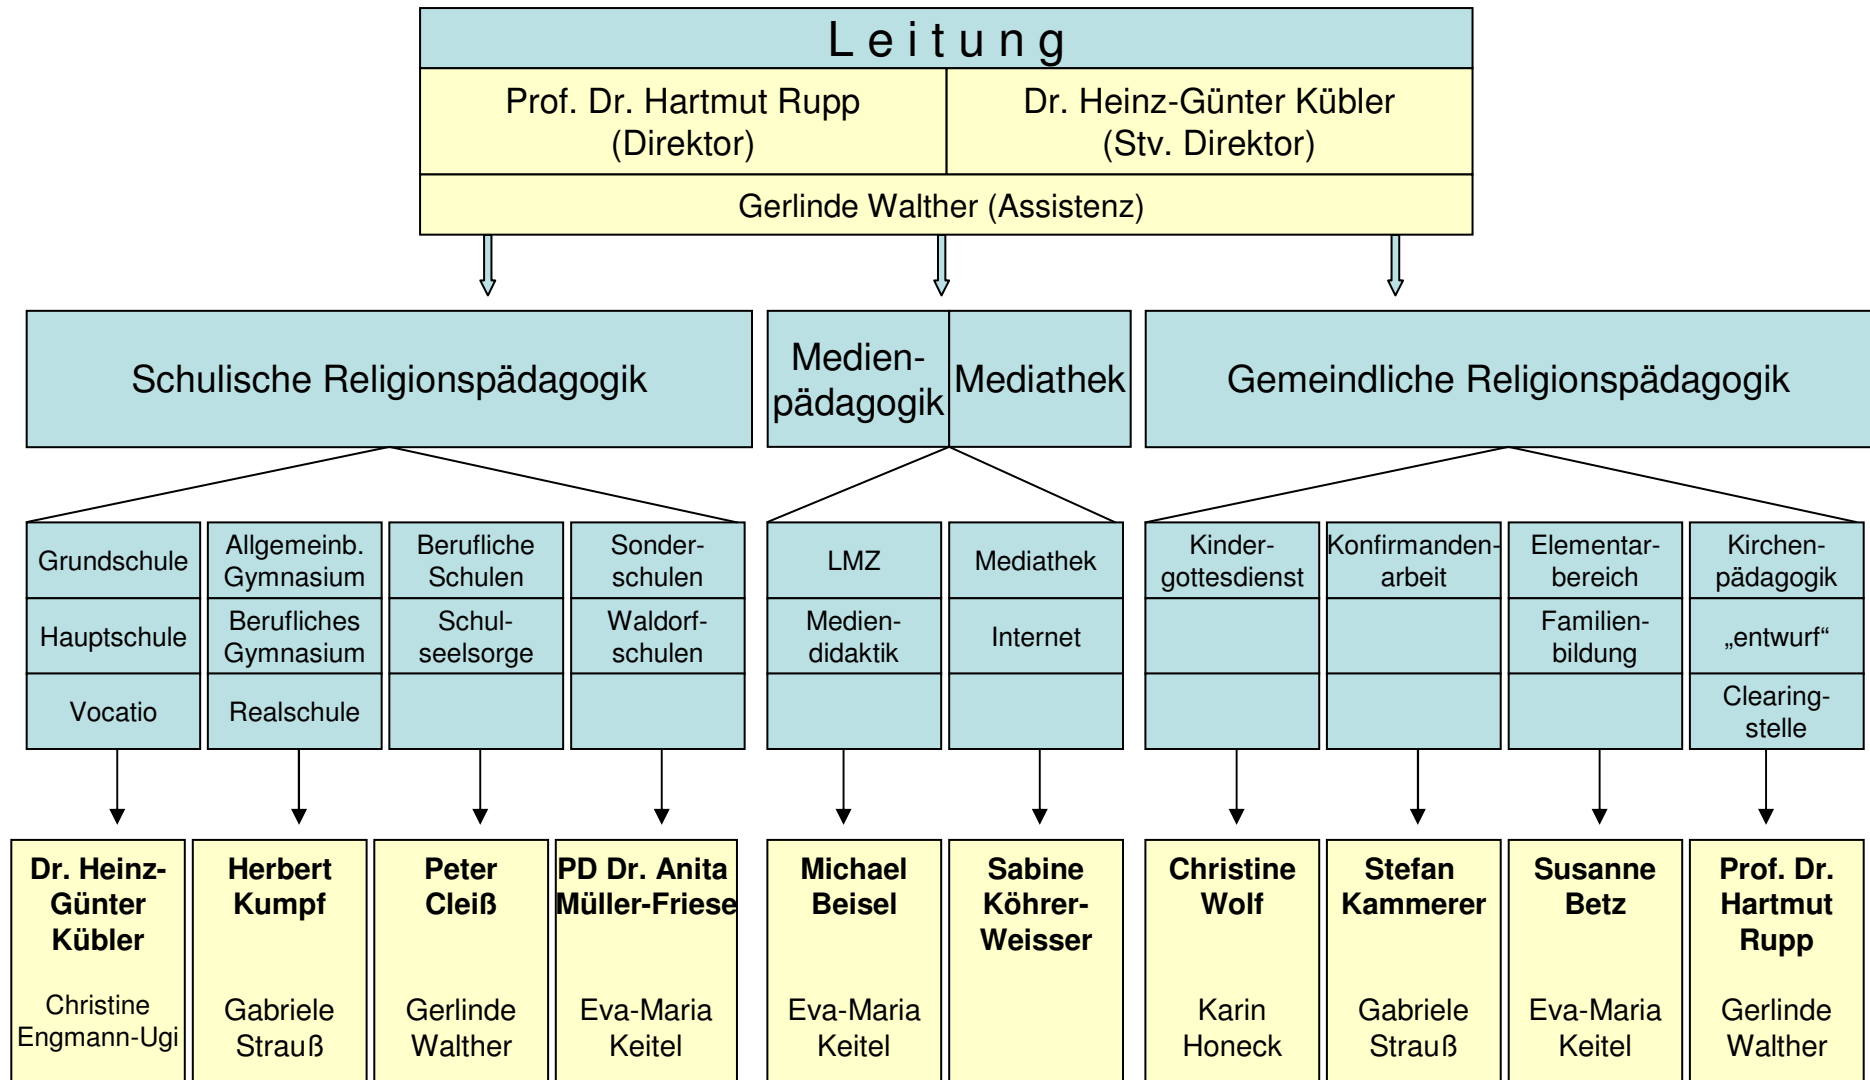 L e i t u n g
Prof. Dr. Hartmut Rupp
(Direktor)
Dr. Heinz-Günter Kübler
(Stv. Direktor)
Gerlinde Walther (Assistenz)
Schulische Religionspädagogik
Medien-
pädagogik
Mediathek
Gemeindliche Religionspädagogik
Grundschule
Hauptschule
Vocatio
Allgemeinb.
Gymnasium
Berufliches
Gymnasium
Realschule
Berufliche
Schulen
Schul-
seelsorge
Sonder-
schulen
Waldorf-
schulen
LMZ
Medien-
didaktik
Mediathek
Internet
Kinder-
gottesdienst
Konfirmanden-
arbeit
Elementar-
bereich
Familien-
bildung
Kirchen-
pädagogik
„entwurf“
Clearing-
stelle
Dr. Heinz-
Günter
Kübler
Christine
Engmann-Ugi
Herbert
Kumpf
Gabriele
Strauß
Peter
Cleiß
Gerlinde
Walther
PD Dr. Anita
Müller-Friese
Eva-Maria
Keitel
Michael
Beisel
Eva-Maria
Keitel
Sabine
Köhrer-
Weisser
Christine
Wolf
Karin
Honeck
Stefan
Kammerer
Gabriele
Strauß
Susanne
Betz
Eva-Maria
Keitel
Prof. Dr.
Hartmut
Rupp
Gerlinde
Walther